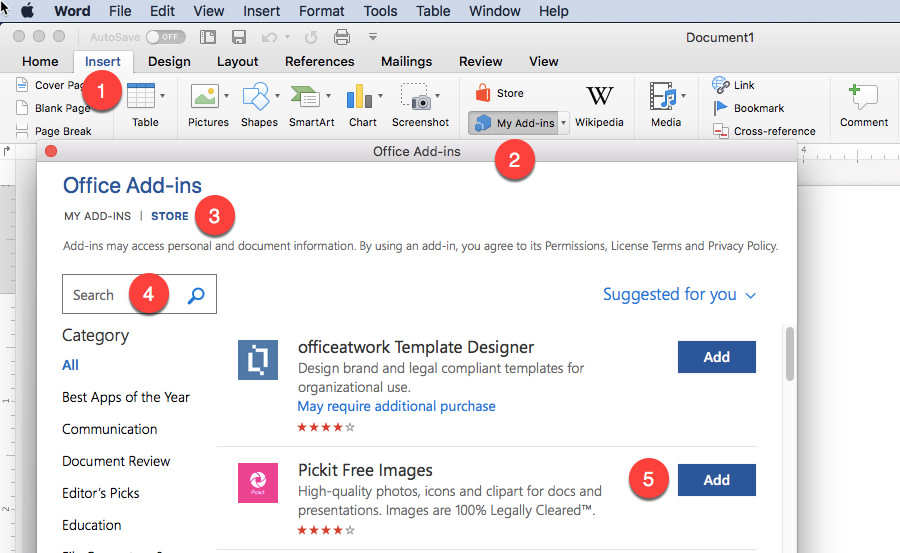 Word File Edit View Insert Format Tools Table Window Help
AutoSave OFF Document1
Home Insert Design Layout References Mailings Review View
Cover Pag
1
Blank Page
Page Break
Table
Pictures Shapes SmartArt Chart Screenshot
Store
My Add-ins
W
Wikipedia
Media
Link
Bookmark
Cross-reference
Comment
4
Office Add-ins
2
Office Add-ins
MY ADD-INS | STORE 3
Add-ins may access personal and document information. By using an add-in, you agree to its Permissions, License Terms and Privacy Policy.
Search 4
Suggested for you
Category
All
Best Apps of the Year
Communication
Document Review
Editor's Picks
Education
officeatwork Template Designer
Design brand and legal compliant templates for
organizational use.
May require additional purchase
Add
Pickit
Pickit Free Images
High-quality photos, icons and clipart for docs and
presentations. Images are 100% Legally Cleared™.
5 Add
1
2